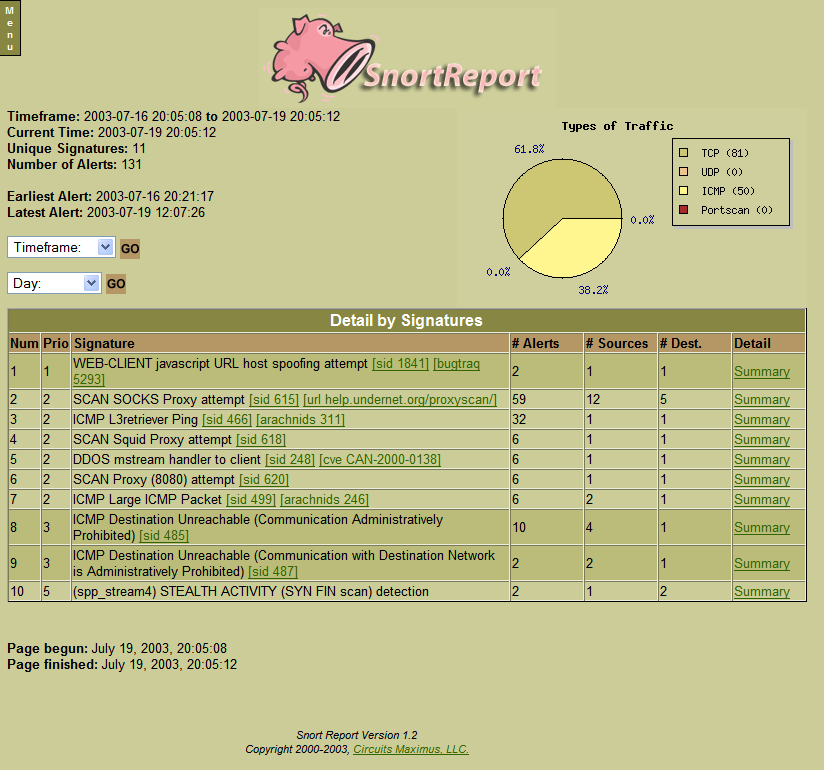 Menu
SnortReport
Timeframe: 2003-07-16 20:05:08 to 2003-07-19 20:05:12
Current Time: 2003-07-19 20:05:12
Unique Signatures: 11
Number of Alerts: 131
Earliest Alert: 2003-07-16 20:21:17
Latest Alert: 2003-07-19 12:07:26
Timeframe: GO
Day: GO
Types of Traffic
61.8%
0.0%
0.0%
38.2%
TCP (81)
UDP (0)
ICMP (50)
Portscan (0)
Detail by Signatures
Num Prio Signature # Alerts # Sources # Dest. Detail
1 1 WEB-CLIENT javascript URL host spoofing attempt [sid 1841] [bugtraq
5293] 2 1 1 Summary
2 2 SCAN SOCKS Proxy attempt [sid 615] [url help.undernet.org/proxyscan/] 59 12 5 Summary
3 2 ICMP L3retriever Ping [sid 466] [arachnids 311] 32 1 1 Summary
4 2 SCAN Squid Proxy attempt [sid 618] 6 1 1 Summary
5 2 DDOS mstream handler to client [sid 248] [cve CAN-2000-0138] 6 1 1 Summary
6 2 SCAN Proxy (8080) attempt [sid 620] 6 1 1 Summary
7 2 ICMP Large ICMP Packet [sid 499] [arachnids 246] 6 2 1 Summary
8 3 ICMP Destination Unreachable (Communication Administratively
Prohibited) [sid 485] 10 4 1 Summary
9 3 ICMP Destination Unreachable (Communication with Destination Network
is Administratively Prohibited) [sid 487] 2 2 1 Summary
10 5 (spp_stream4) STEALTH ACTIVITY (SYN FIN scan) detection 2 1 2 Summary
Page begun: July 19, 2003, 20:05:08
Page finished: July 19, 2003, 20:05:12
Snort Report Version 1.2
Copyright 2000-2003, Circuits Maximus, LLC.